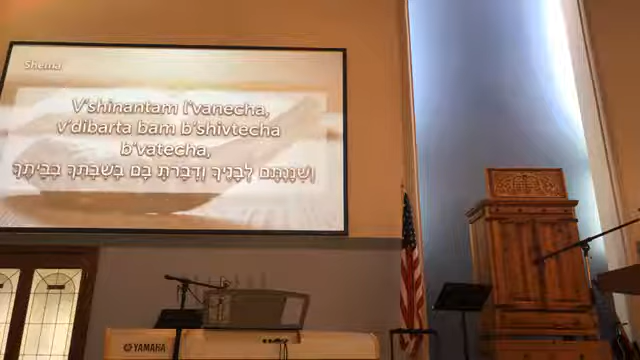 Shema
V'shinantam l'vanecha,
v'dibarta bam b'shivtecha
b'vatecha,
וְשִׁנַּנְתָּם לְבָנֶיךָ וְדִבַּרְתָּ בָּם בְּשִׁבְתְּךָ בְּבֵיתֶךָ
YAMAHA